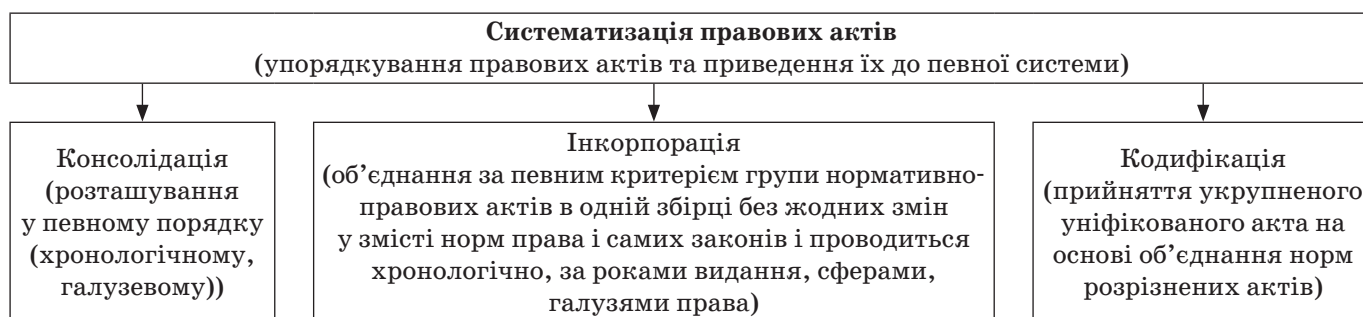 Систематизація правових актів
(упорядкування правових актів та приведення їх до певної системи)
Консолідація
(розташування
у певному порядку
(хронологічному,
галузевому))
Інкорпорація
(об’єднання за певним критерієм групи нормативно-
правових актів в одній збірці без жодних змін
у змісті норм права і самих законів і проводиться
хронологічно, за роками видання, сферами,
галузями права)
Кодифікація
(прийняття укрупненого
уніфікованого акта на
основі об’єднання норм
розрізнених актів)